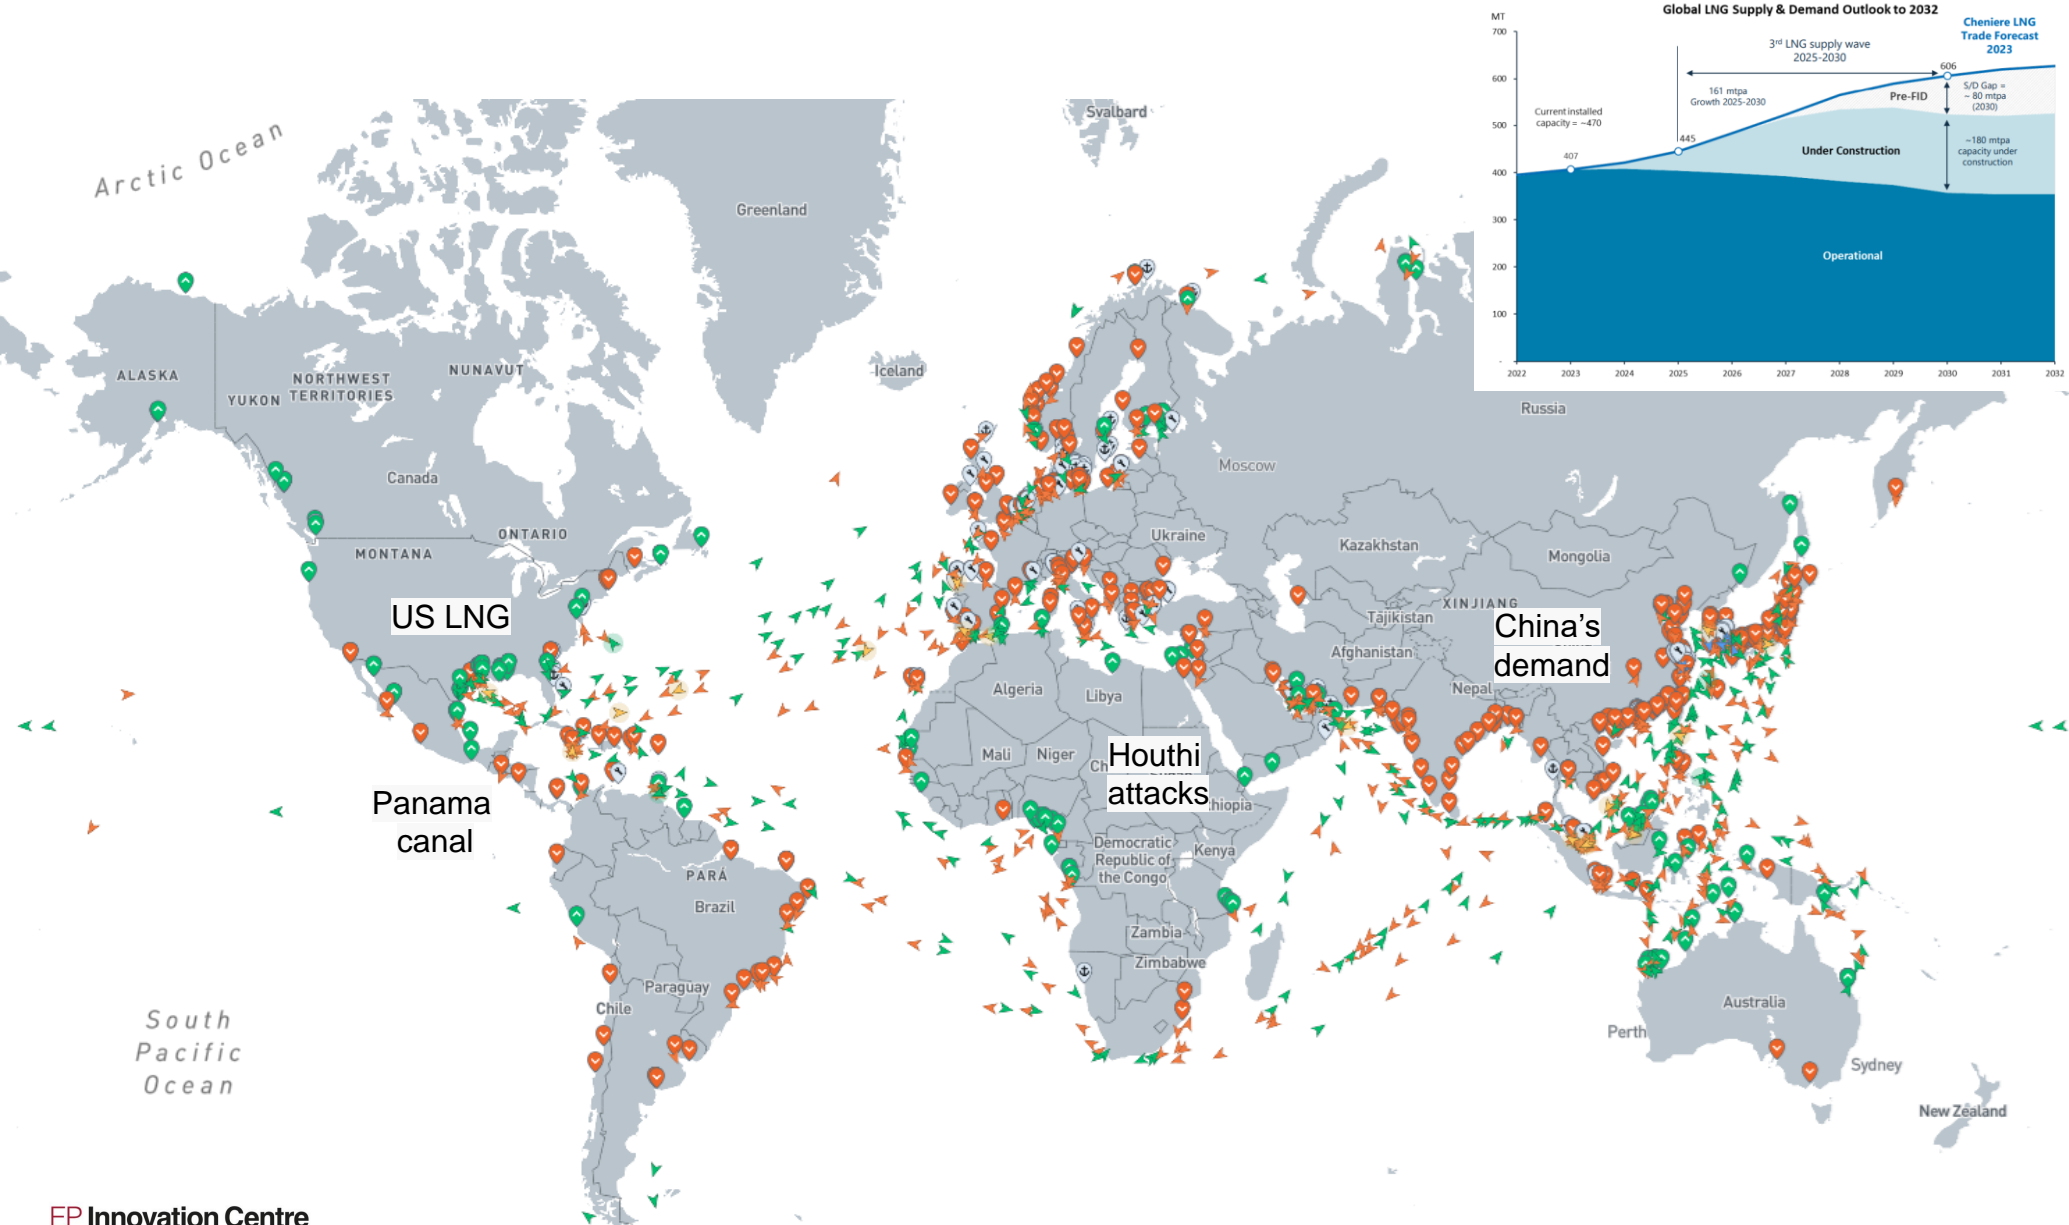 Global LNG Supply & Demand Outlook to 2032
MT
Cheniere LNG
Trade Forecast
2023
700
600
500
400
300
200
100
-
3rd LNG supply wave
2025-2030
161 mtpa
Growth 2025-2030
606
S/D Gap =
~ 80 mtpa
(2030)
Pre-FID
Current installed
capacity = ~470
445
407
Under Construction
~180 mtpa
capacity under
construction
Operational
2022 2023 2024 2025 2026 2027 2028 2029 2030 2031 2032
Svalbard
Arctic Ocean
Greenland
Iceland
ALASKA
YUKON
NORTHWEST
TERRITORIES
NUNAVUT
Russia
Canada
Moscow
ONTARIO
MONTANA
Ukraine
Kazakhstan
Mongolia
US LNG
XINJIANG
Tajikistan
China's
demand
Afghanistan
Nepal
Algeria
Libya
Mali
Niger
Ch
Houthi
attacks
thiopia
Panama
canal
Democratic
Republic of
the Congo
Kenya
PARÁ
Brazil
Zambia
Zimbabwe
Paraguay
Chile
Australia
Perth
Sydney
New Zealand
South
Pacific
Ocean
EP Innovation Centre